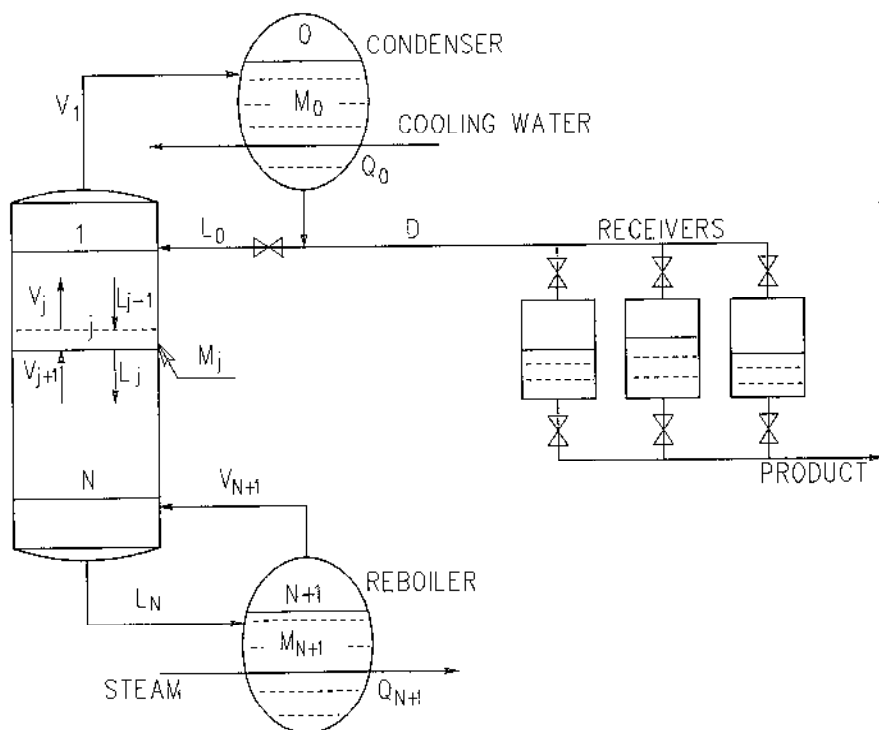 0
CONDENSER
M0
V1
COOLING WATER
Q0
1
L0
D
RECEIVERS
Vj
Lj-1
j
Vj+1
Lj
Mj
N
VN+1
PRODUCT
LN
REBOILER
N+1
MN+1
STEAM
QN+1